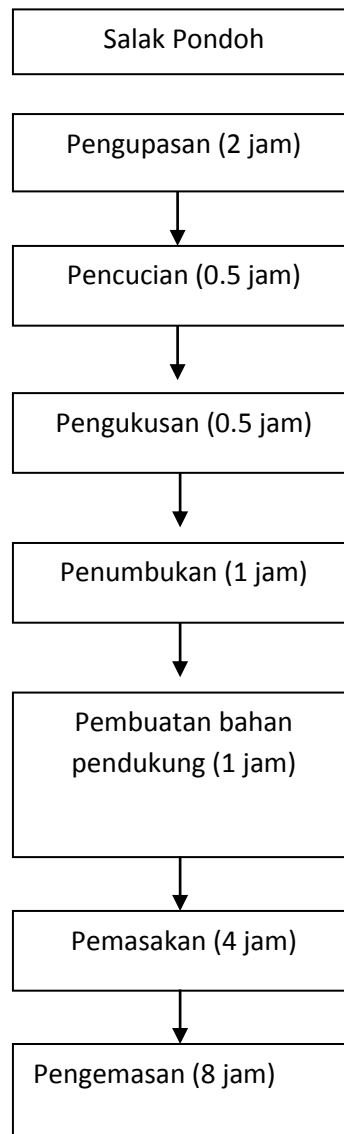 Salak Pondoh
Pengupasan (2 jam)
Pencucian (0.5 jam)
Pengukusan (0.5 jam)
Penumbukan (1 jam)
Pembuatan bahan
pendukung (1 jam)
Pemasakan (4 jam)
Pengemasan (8 jam)